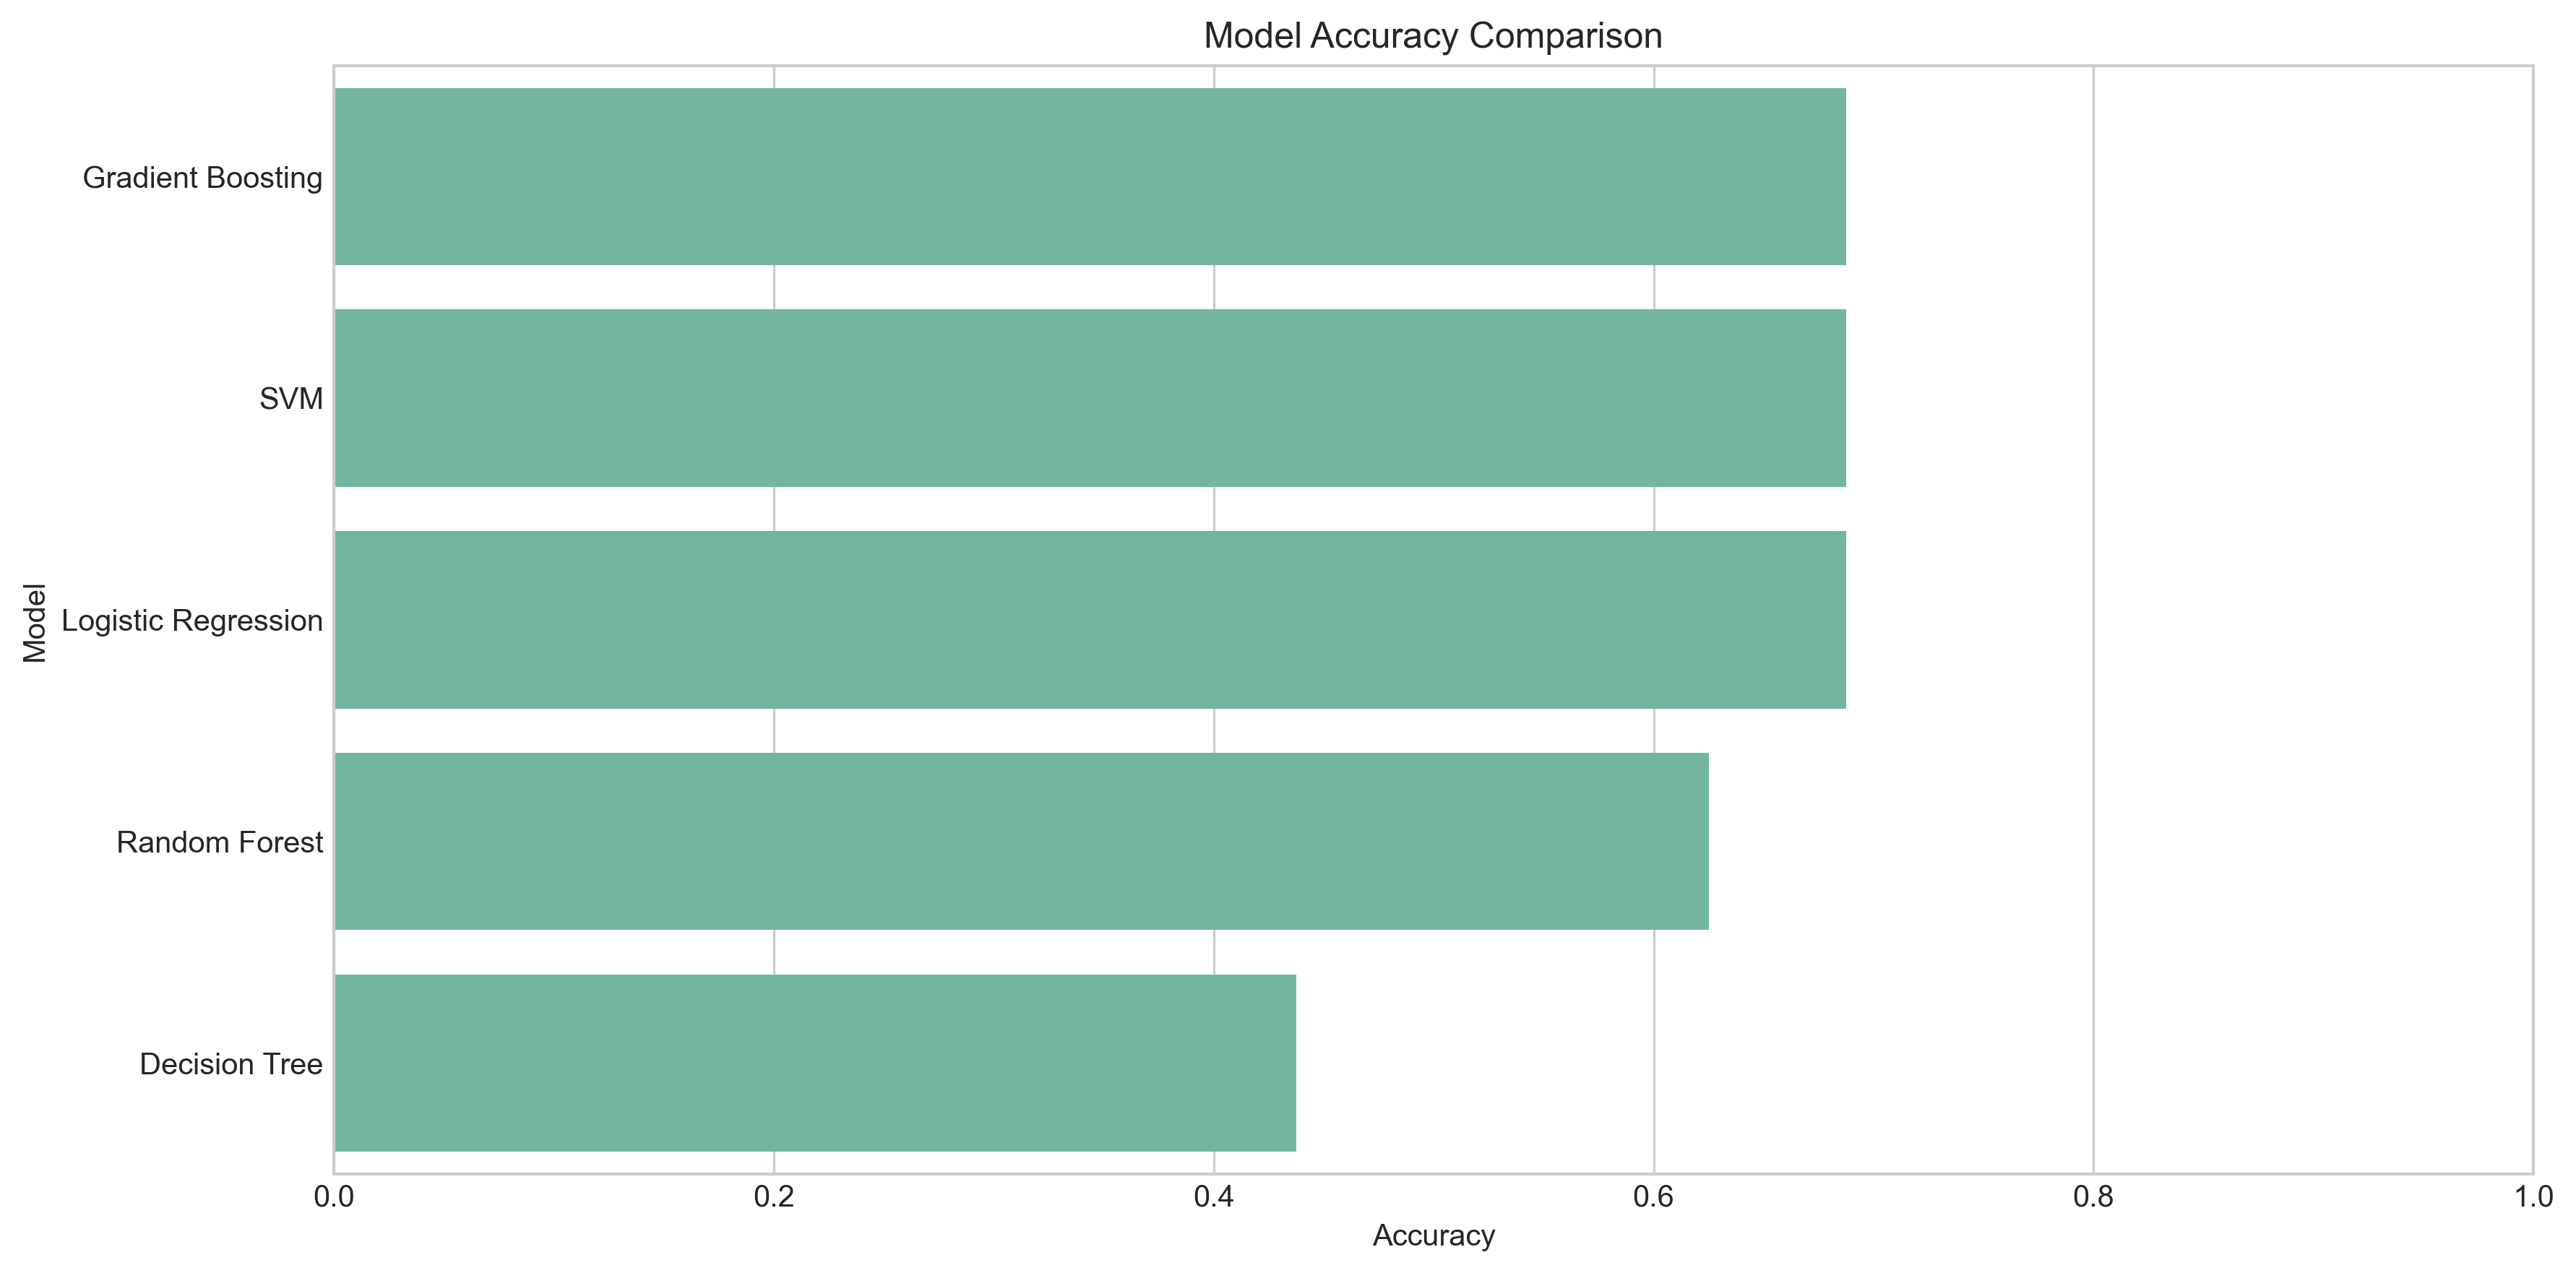 Model Accuracy Comparison
Gradient Boosting
SVM
Logistic Regression
Random Forest
Decision Tree
Model
0.0 0.2 0.4 0.6 0.8 1.0
Accuracy